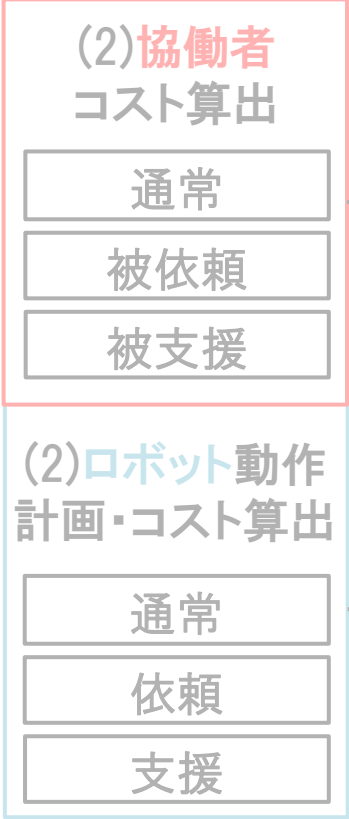 (2)協働者
コスト算出
通常
被依頼
被支援
(2)ロボット動作
計画・コスト算出
通常
依頼
支援